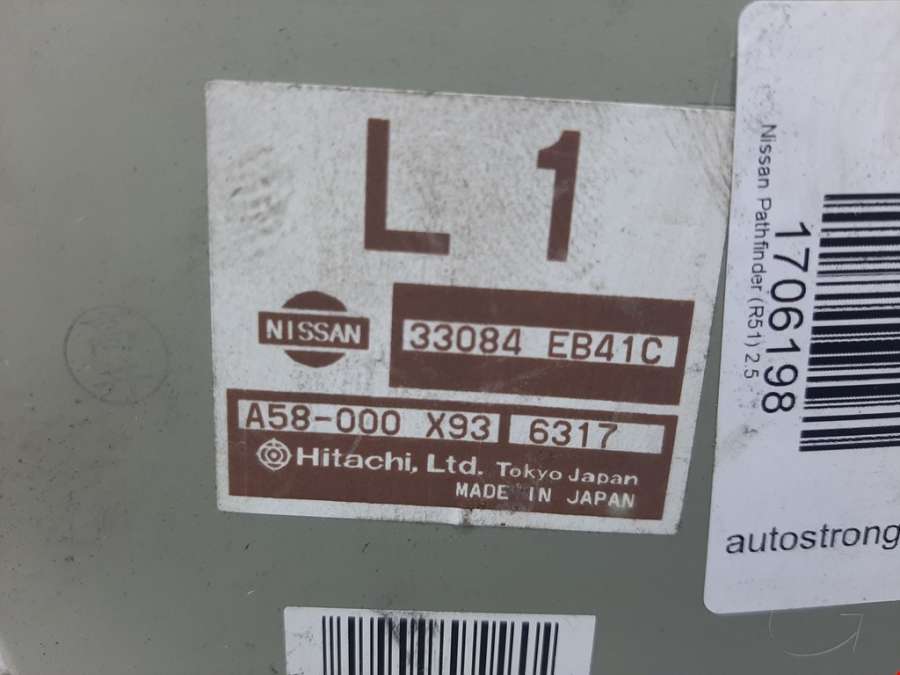 L 1
NISSAN
33084 EB41C
A58-000 X93 6317
Hitachi, Ltd. Tokyo Japan
MADE IN JAPAN
Nissan Pathfinder (R51) 2.5
1706198
autostrong